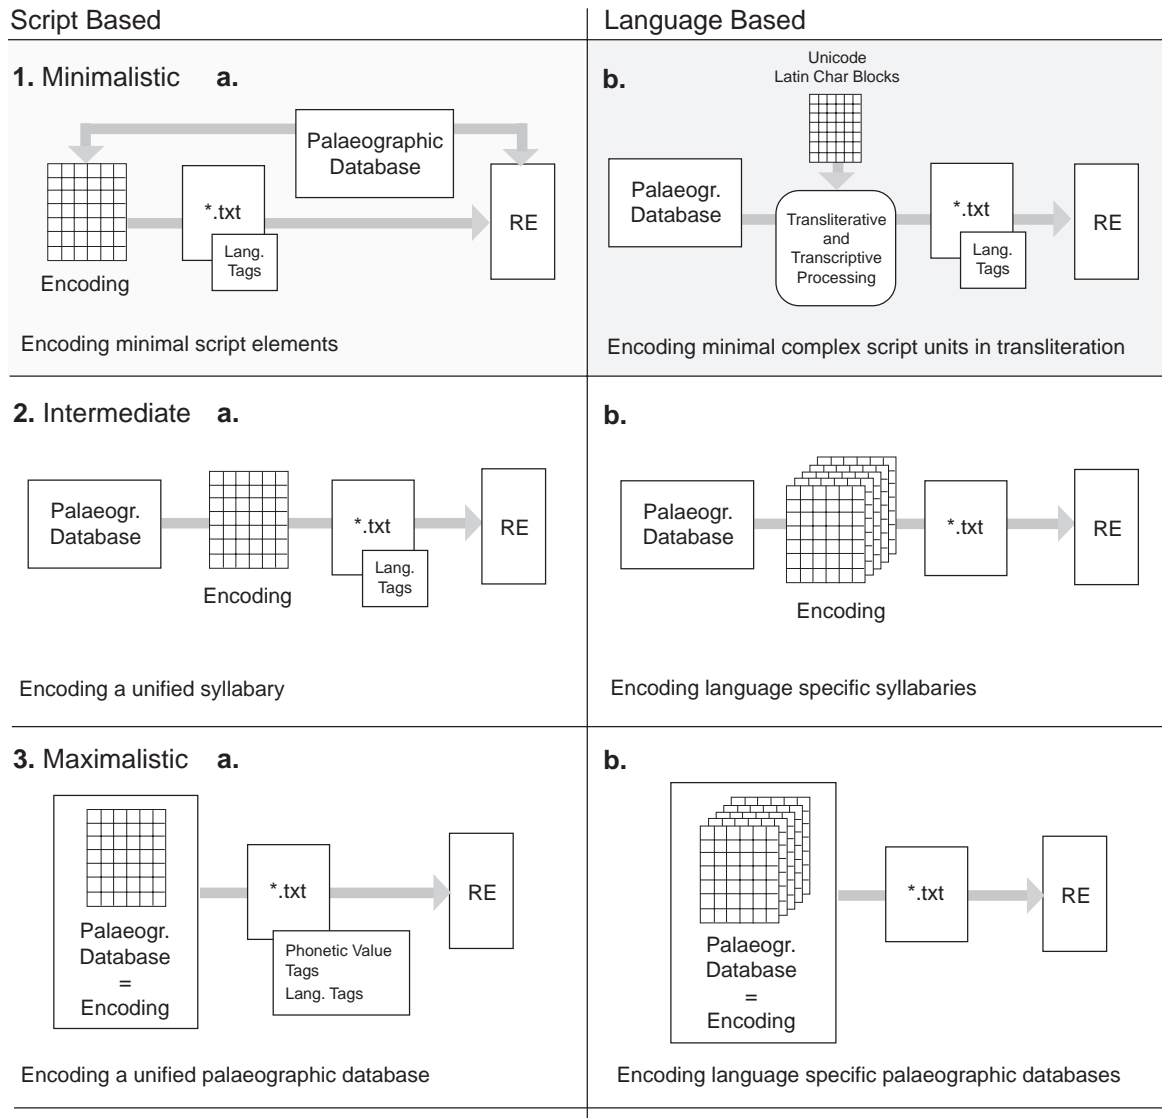 Script Based
Language Based
1. Minimalistic a.
Palaeographic
Database
*.txt
Lang.
Tags
RE
Encoding
Encoding minimal script elements
b.
Unicode
Latin Char Blocks
Palaeogr.
Database
Transliterative
and
Transcriptive
Processing
*.txt
Lang.
Tags
RE
Encoding minimal complex script units in transliteration
2. Intermediate a.
Palaeogr.
Database
Encoding
*.txt
Lang.
Tags
RE
Encoding a unified syllabary
b.
Palaeogr.
Database
Encoding
*.txt
RE
Encoding language specific syllabaries
3. Maximalistic a.
Palaeogr.
Database
=
Encoding
*.txt
Phonetic Value
Tags
Lang. Tags
RE
Encoding a unified palaeographic database
b.
Palaeogr.
Database
=
Encoding
*.txt
RE
Encoding language specific palaeographic databases